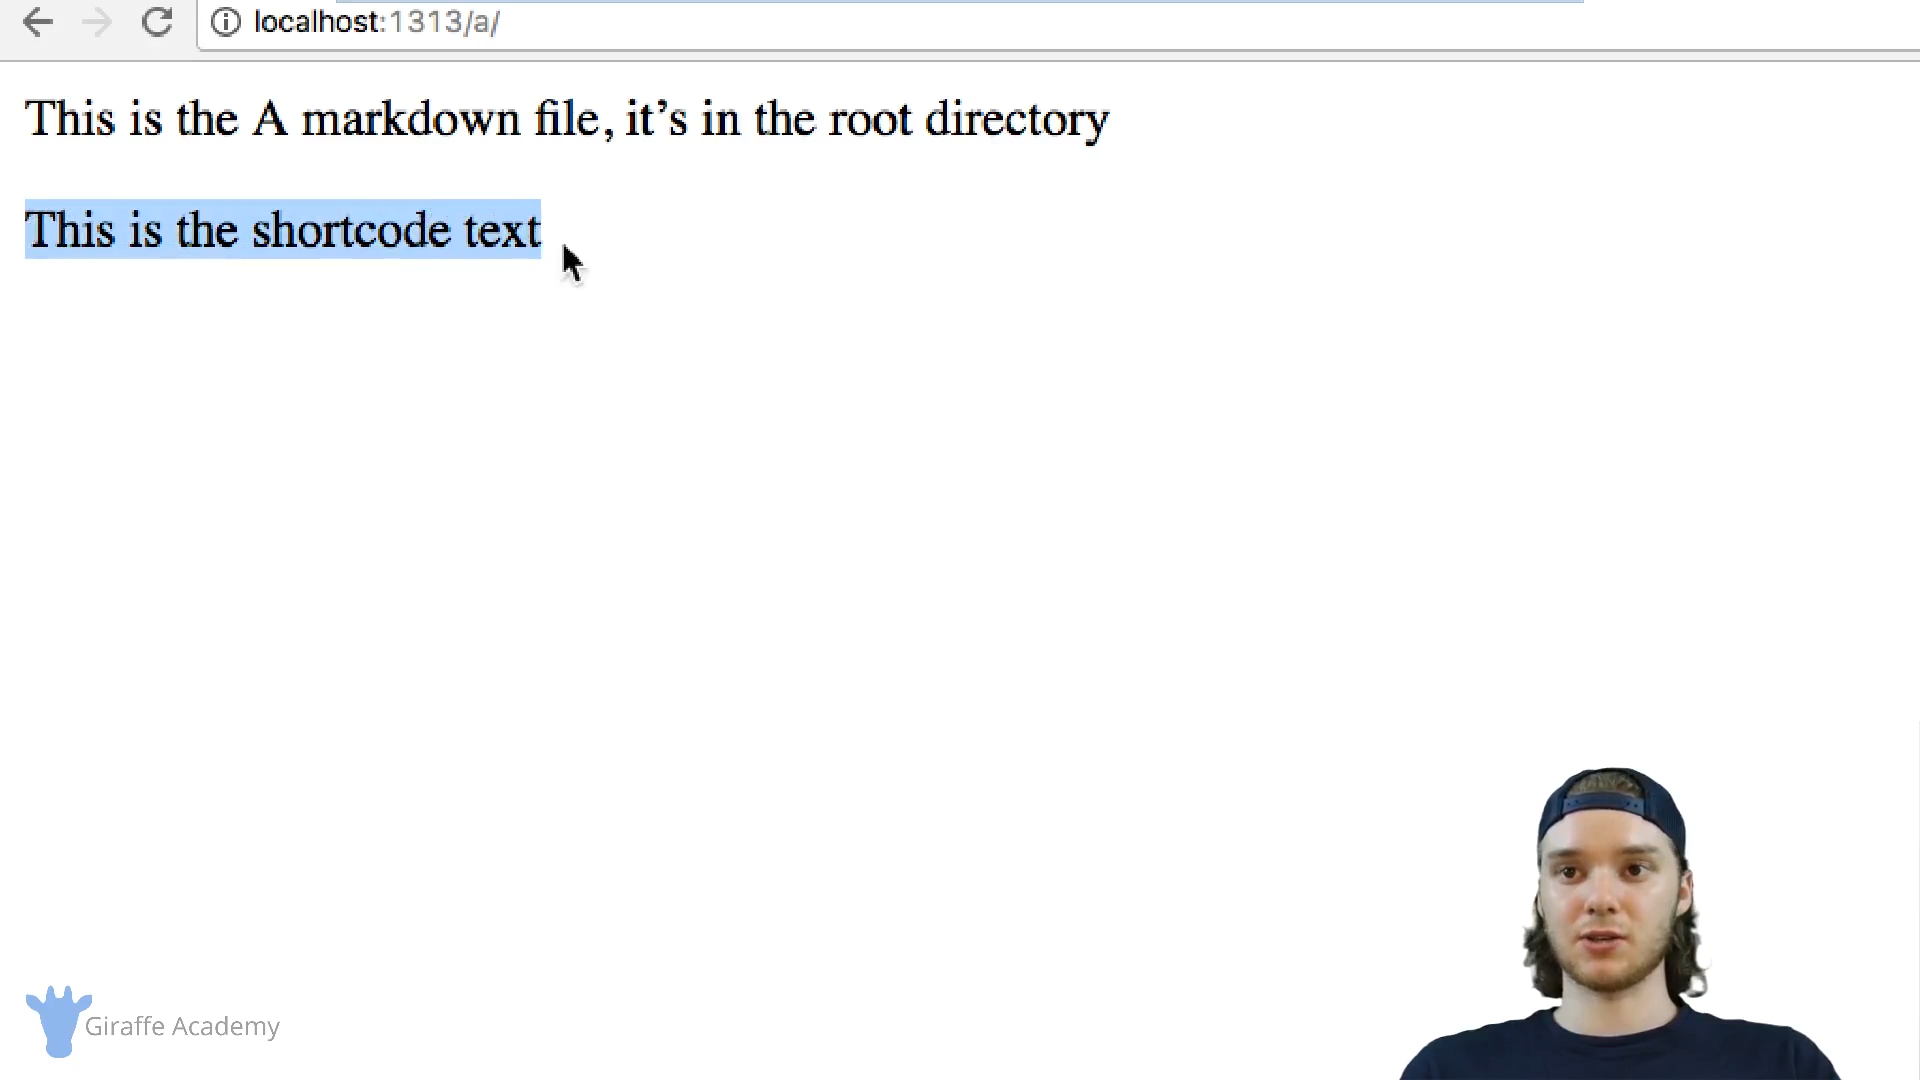 localhost:1313/a/
This is the A markdown file, it’s in the root directory
This is the shortcode text
Giraffe Academy